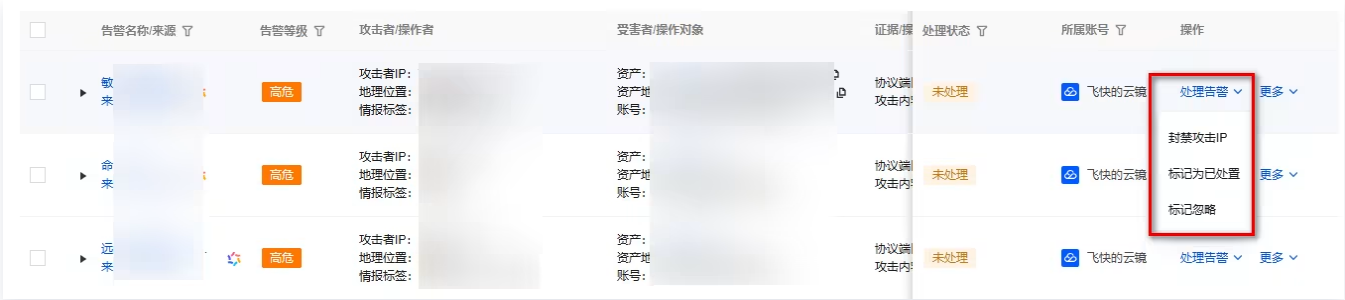 告警名称/来源 告警等级 攻击者/操作者 受害者/操作对象 处理状态 所属账号 操作
敏 攻击者IP: 资产:
高危 地理位置: 资产地 协议端 未处理 飞快的云镜 处理告警 更多
来 情报标签: 账号: 攻击内
封禁攻击IP
命 攻击者IP: 资产:
高危 地理位置: 资产地 协议端 未处理 飞快的云镜 标记为已处置 更多
来 情报标签: 账号: 攻击内
标记忽略
远 攻击者IP: 资产:
高危 地理位置: 资产地 协议端 未处理 飞快的云镜 处理告警 更多
来 情报标签: 账号: 攻击内